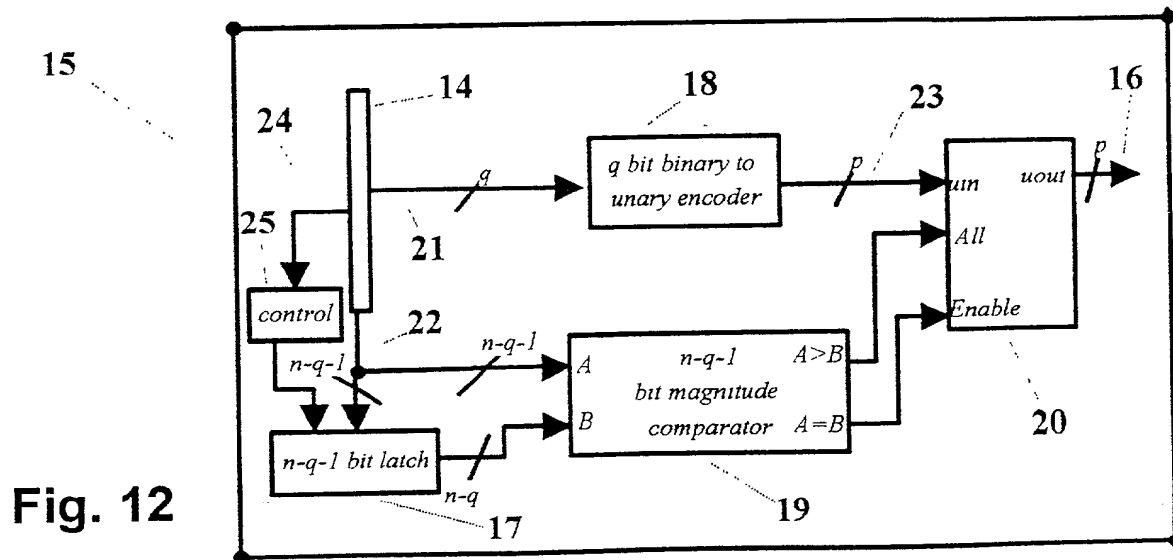 15
14
18
23
16
24
q
q bit binary to
unary encoder
p
uin
uout
p
21
25
All
control
Enable
22
n-q-1
n-q-1
A
n-q-1
A>B
bit magnitude
B
comparator
A=B
20
n-q-1 bit latch
n-q
19
17
Fig. 12